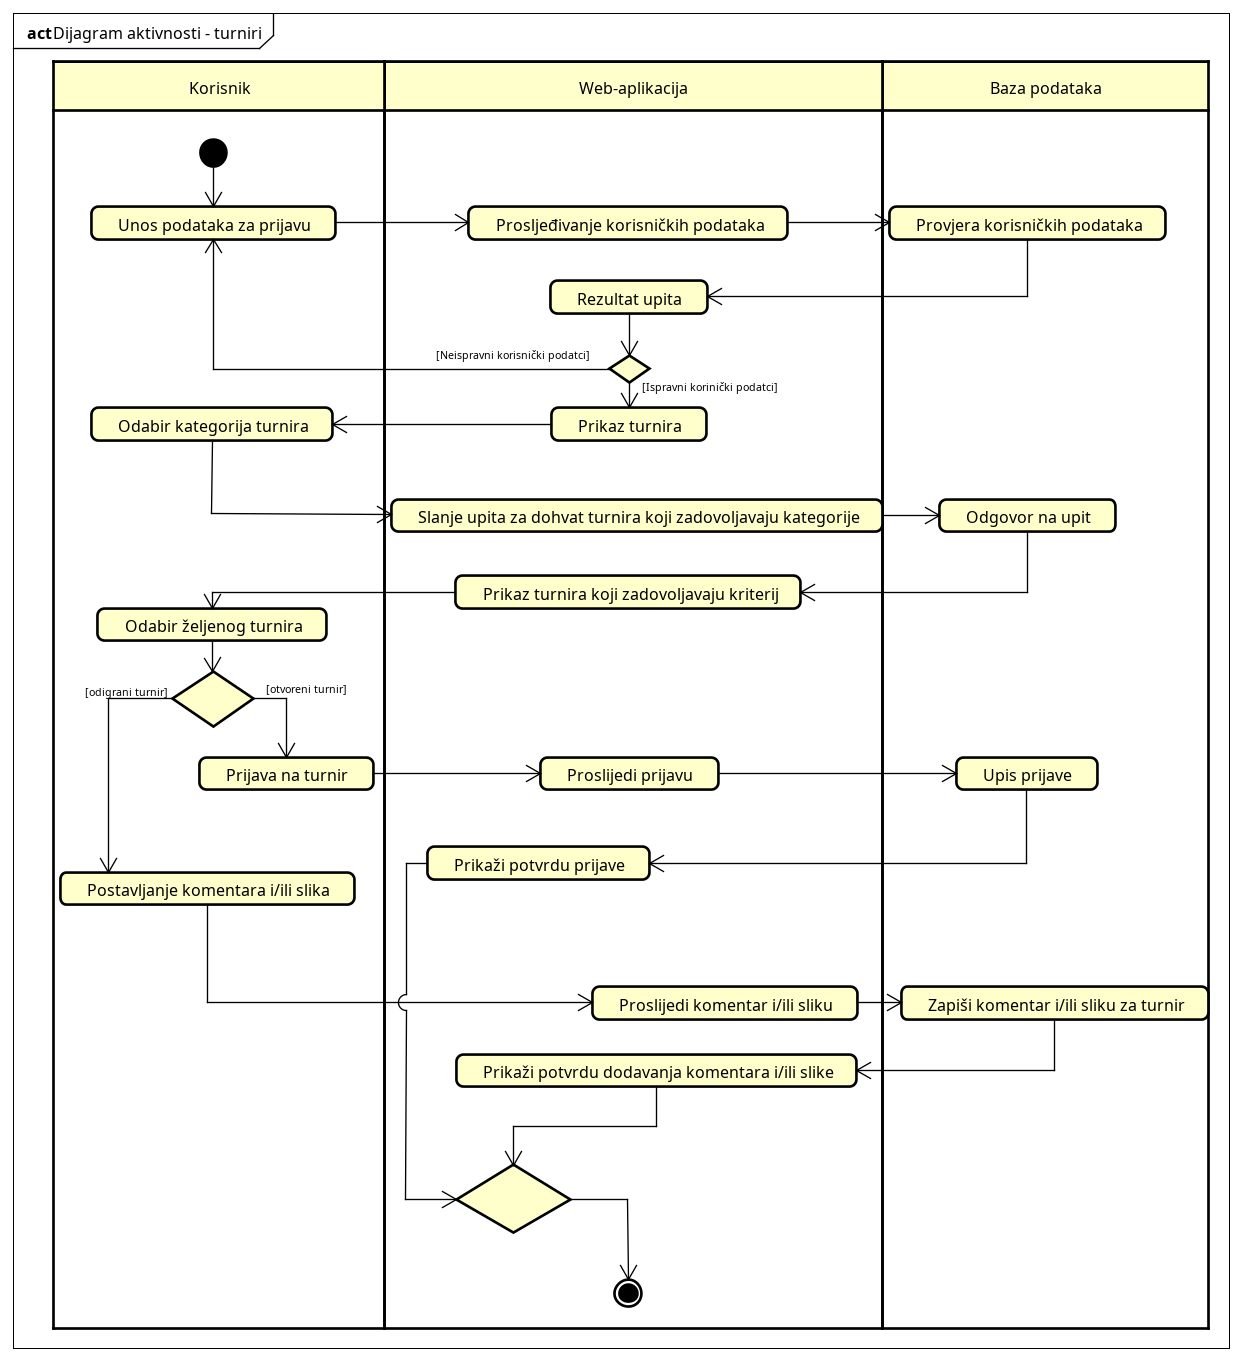 act Dijagram aktivnosti - turniri
Korisnik
Web-aplikacija
Baza podataka
Unos podataka za prijavu
Prosljeđivanje korisničkih podataka
Provjera korisničkih podataka
Rezultat upita
[Neispravni korisnički podatci]
[Ispravni korinički podatci]
Odabir kategorija turnira
Prikaz turnira
Slanje upita za dohvat turnira koji zadovoljavaju kategorije
Odgovor na upit
Prikaz turnira koji zadovoljavaju kriterij
Odabir željenog turnira
[odigrani turnir]
[otvoreni turnir]
Prijava na turnir
Proslijedi prijavu
Upis prijave
Prikaži potvrdu prijave
Postavljanje komentara i/ili slika
Proslijedi komentar i/ili sliku
Zapiši komentar i/ili sliku za turnir
Prikaži potvrdu dodavanja komentara i/ili slike